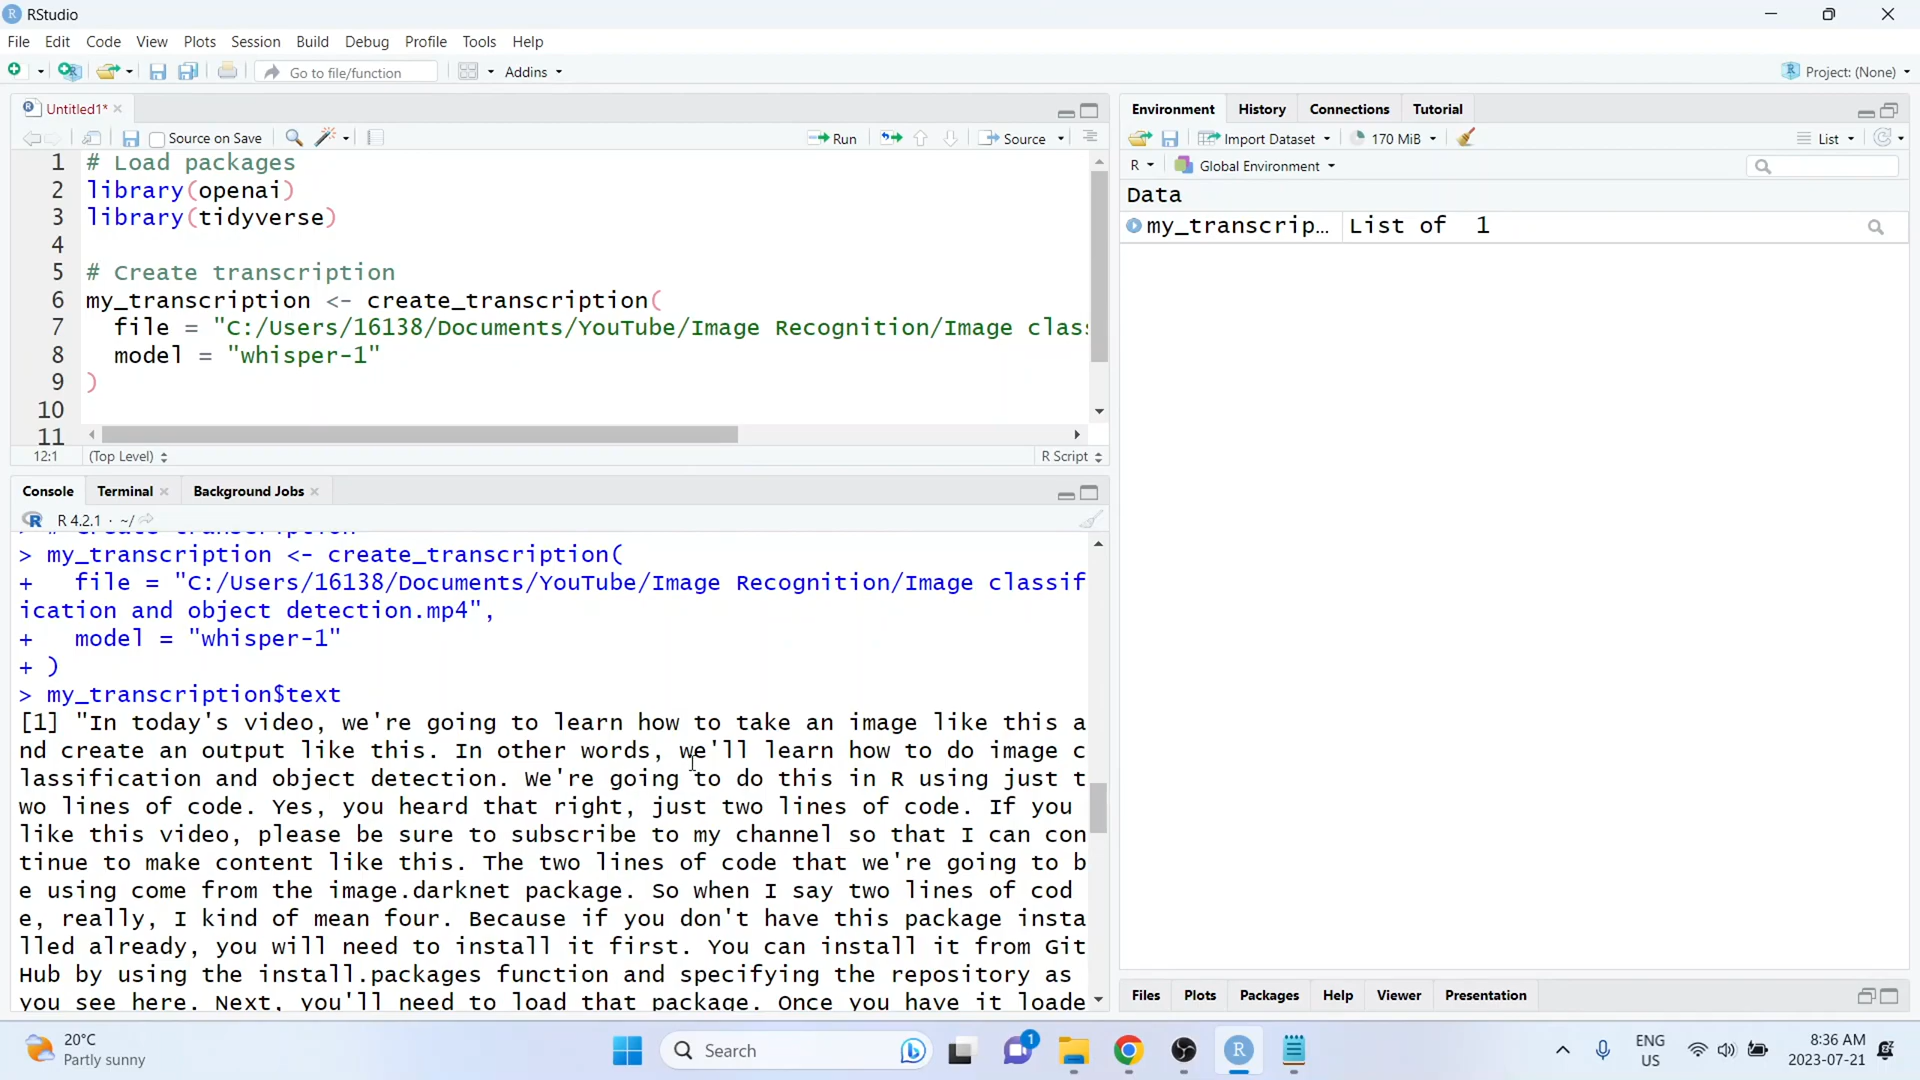 RStudio
File Edit Code View Plots Session Build Debug Profile Tools Help
Go to file/function Addins Project: (None)
Untitled1*
Source on Save Run Source
1 # Load packages
2 library(openai)
3 library(tidyverse)
4
5 # Create transcription
6 my_transcription <- create_transcription(
7 file = "C:/Users/16138/Documents/YouTube/Image Recognition/Image clas
8 model = "whisper-1"
9 )
10
11
12:1 (Top Level) R Script
Console Terminal Background Jobs
R 4.2.1 · ~/
> # Create transcription
> my_transcription <- create_transcription(
+ file = "C:/Users/16138/Documents/YouTube/Image Recognition/Image classif
ication and object detection.mp4",
+ model = "whisper-1"
+ )
> my_transcription$text
[1] "In today's video, we're going to learn how to take an image like this a
nd create an output like this. In other words, we'll learn how to do image c
lassification and object detection. We're going to do this in R using just t
wo lines of code. Yes, you heard that right, just two lines of code. If you
like this video, please be sure to subscribe to my channel so that I can con
tinue to make content like this. The two lines of code that we're going to b
e using come from the image.darknet package. So when I say two lines of cod
e, really, I kind of mean four. Because if you don't have this package insta
lled already, you will need to install it first. You can install it from Git
Hub by using the install.packages function and specifying the repository as
you see here. Next, you'll need to load that package. Once you have it loade
Environment History Connections Tutorial
Import Dataset 170 MiB List
R Global Environment
Data
my_transcrip… List of 1
Files Plots Packages Help Viewer Presentation
20°C
Partly sunny
Search
1
ENG
US
8:36 AM
2023-07-21